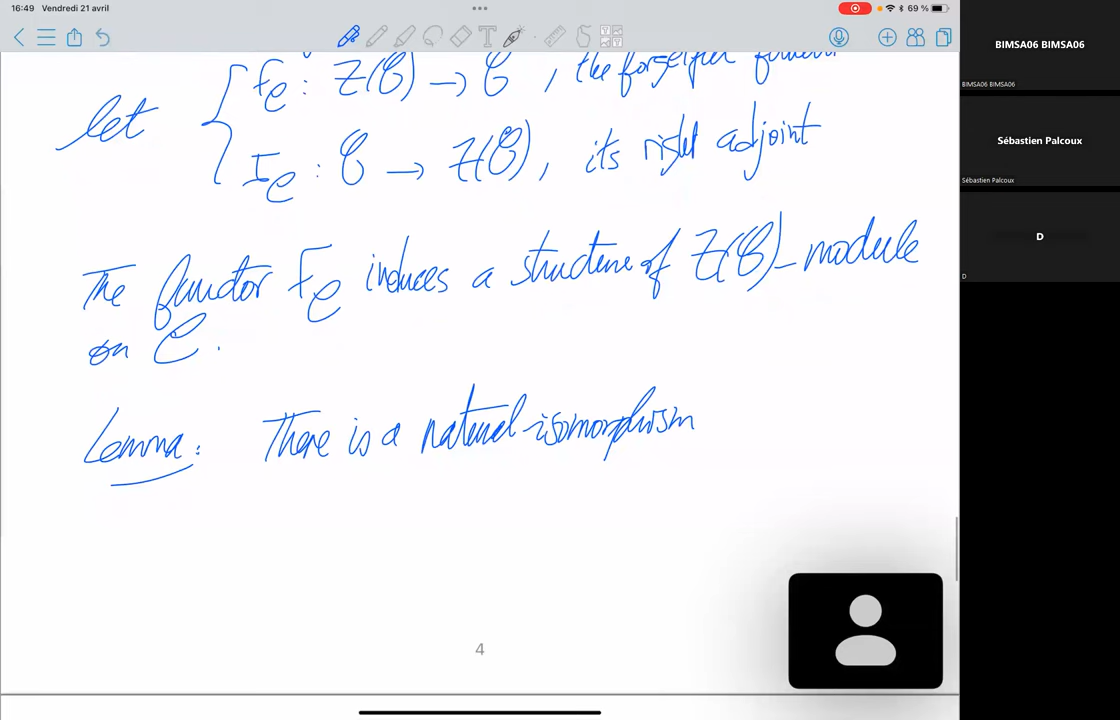 16:49 Vendredi 21 avril
69 %
F_C : Z(C) → C , the forgetful functor
let
I_C : C → Z(C), its right adjoint
The functor F_C induces a structure of Z(C)-module
on C.
Lemma: There is a natural isomorphism
4
BIMSA06 BIMSA06
BIMSA06 BIMSA06
Sébastien Palcoux
Sébastien Palcoux
D
D